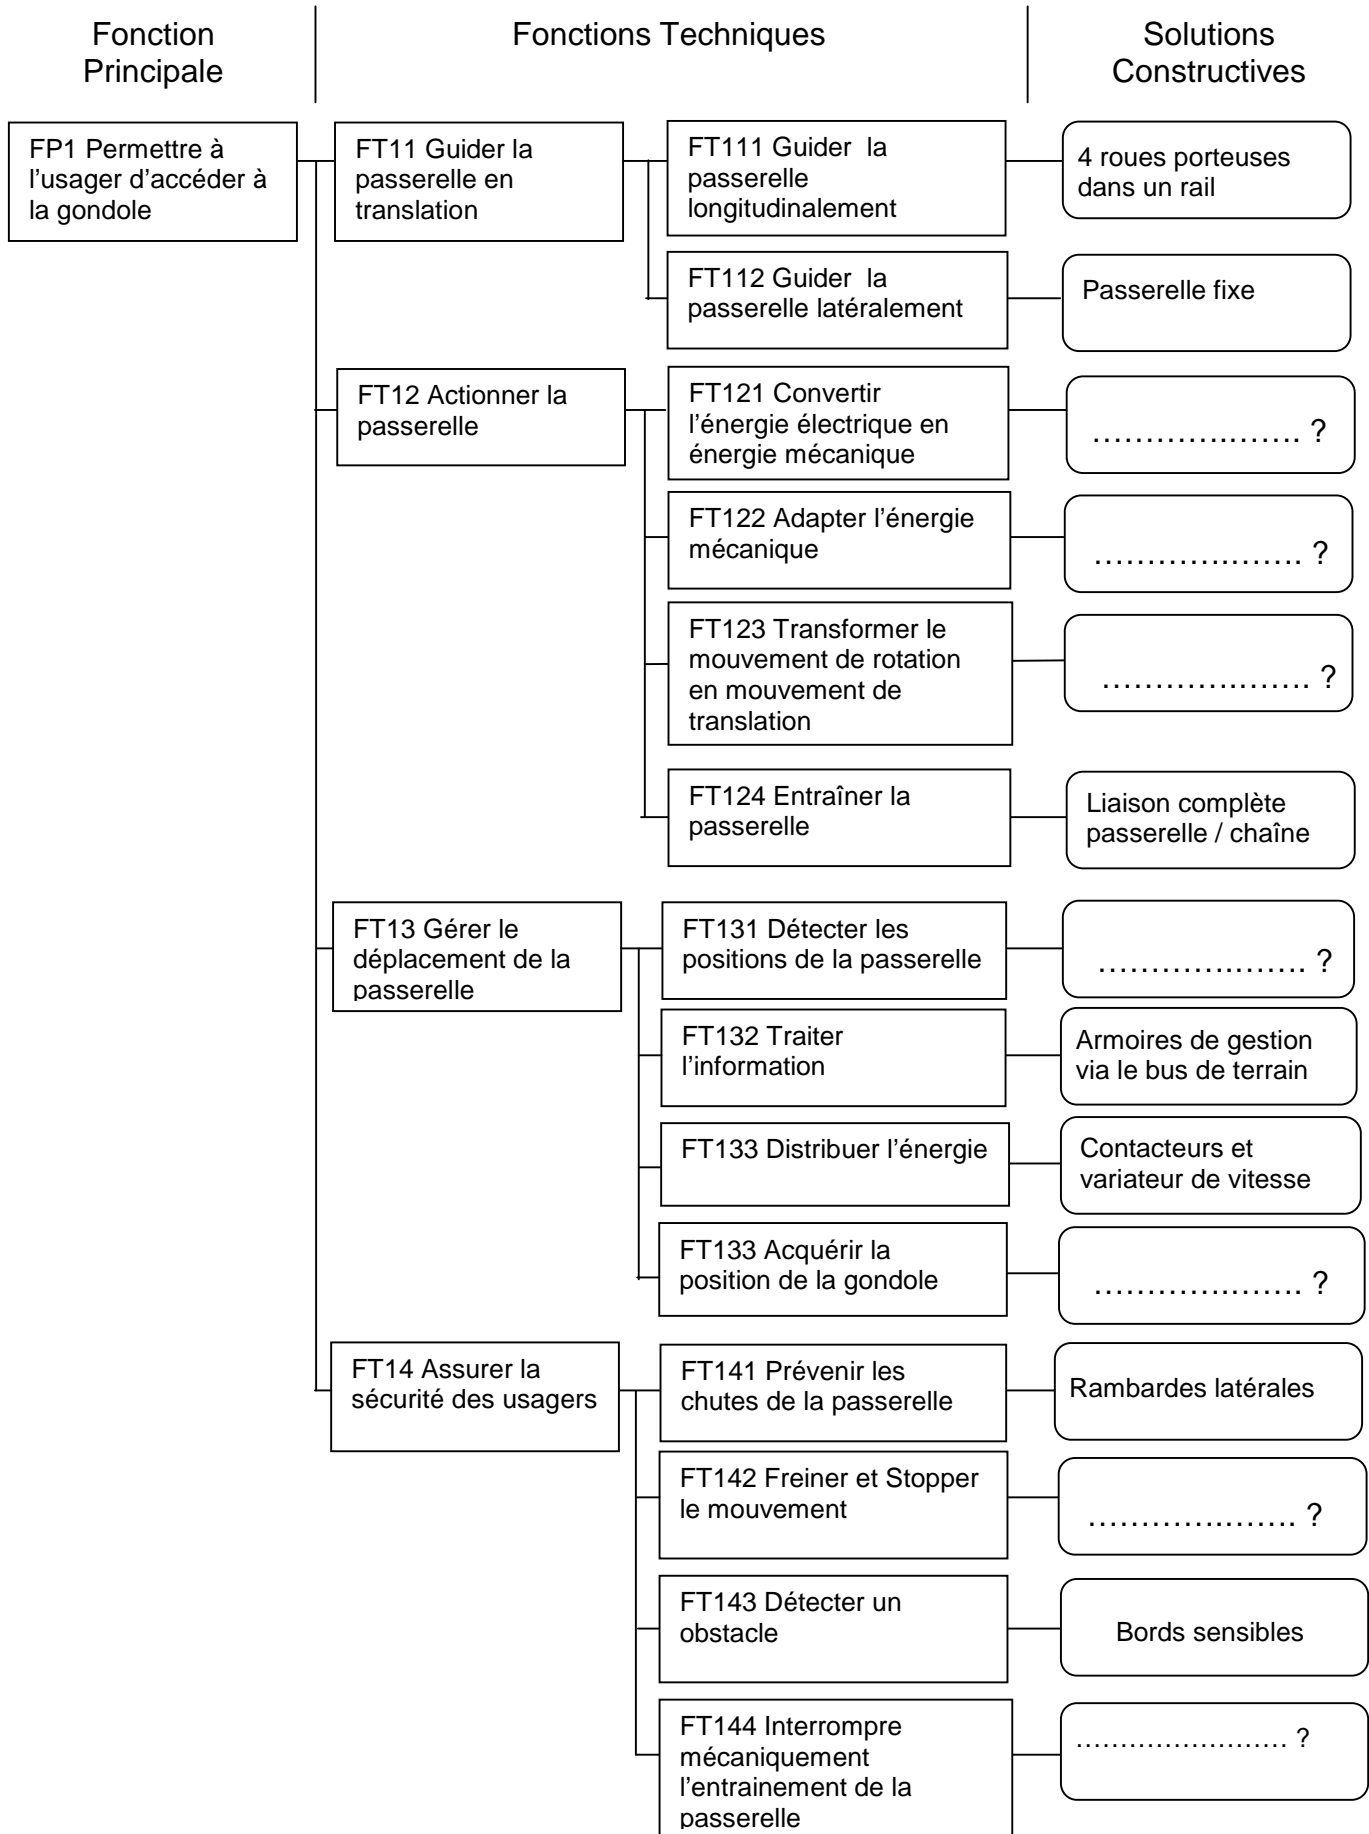 Fonction
Principale
Fonctions Techniques
Solutions
Constructives
FP1 Permettre à
l’usager d’accéder à
la gondole
FT11 Guider la
passerelle en
translation
FT111 Guider  la
passerelle
longitudinalement
4 roues porteuses
dans un rail
FT112 Guider  la
passerelle latéralement
Passerelle fixe
FT12 Actionner la
passerelle
FT121 Convertir
l’énergie électrique en
énergie mécanique
…………..……. ?
FT122 Adapter l’énergie
mécanique
…………..……. ?
FT123 Transformer le
mouvement de rotation
en mouvement de
translation
…………..……. ?
FT124 Entraîner la
passerelle
Liaison complète
passerelle / chaîne
FT13 Gérer le
déplacement de la
passerelle
FT131 Détecter les
positions de la passerelle
…………..……. ?
FT132 Traiter
l’information
Armoires de gestion
via le bus de terrain
FT133 Distribuer l’énergie
Contacteurs et
variateur de vitesse
FT133 Acquérir la
position de la gondole
…………..……. ?
FT14 Assurer la
sécurité des usagers
FT141 Prévenir les
chutes de la passerelle
Rambardes latérales
FT142 Freiner et Stopper
le mouvement
…………..……. ?
FT143 Détecter un
obstacle
Bords sensibles
FT144 Interrompre
mécaniquement
l’entrainement de la
passerelle
…………………… ?